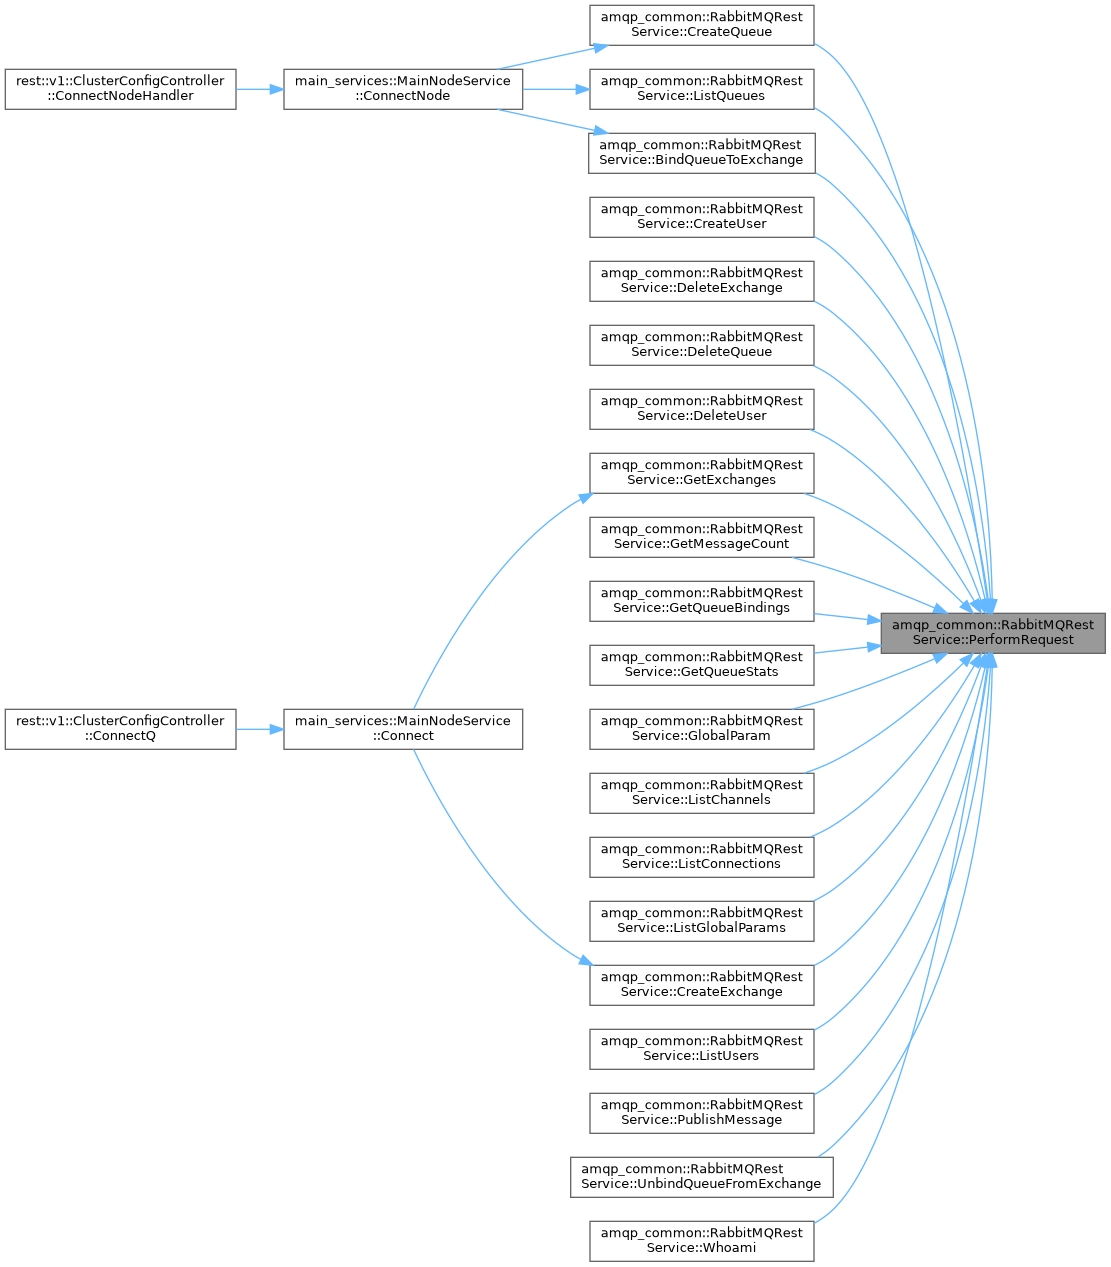 amqp_common::RabbitMQRest
Service::CreateQueue
rest::v1::ClusterConfigController
::ConnectNodeHandler
main_services::MainNodeService
::ConnectNode
amqp_common::RabbitMQRest
Service::ListQueues
amqp_common::RabbitMQRest
Service::BindQueueToExchange
amqp_common::RabbitMQRest
Service::CreateUser
amqp_common::RabbitMQRest
Service::DeleteExchange
amqp_common::RabbitMQRest
Service::DeleteQueue
amqp_common::RabbitMQRest
Service::DeleteUser
amqp_common::RabbitMQRest
Service::GetExchanges
amqp_common::RabbitMQRest
Service::GetMessageCount
amqp_common::RabbitMQRest
Service::GetQueueBindings
amqp_common::RabbitMQRest
Service::PerformRequest
amqp_common::RabbitMQRest
Service::GetQueueStats
rest::v1::ClusterConfigController
::ConnectQ
main_services::MainNodeService
::Connect
amqp_common::RabbitMQRest
Service::GlobalParam
amqp_common::RabbitMQRest
Service::ListChannels
amqp_common::RabbitMQRest
Service::ListConnections
amqp_common::RabbitMQRest
Service::ListGlobalParams
amqp_common::RabbitMQRest
Service::CreateExchange
amqp_common::RabbitMQRest
Service::ListUsers
amqp_common::RabbitMQRest
Service::PublishMessage
amqp_common::RabbitMQRest
Service::UnbindQueueFromExchange
amqp_common::RabbitMQRest
Service::Whoami